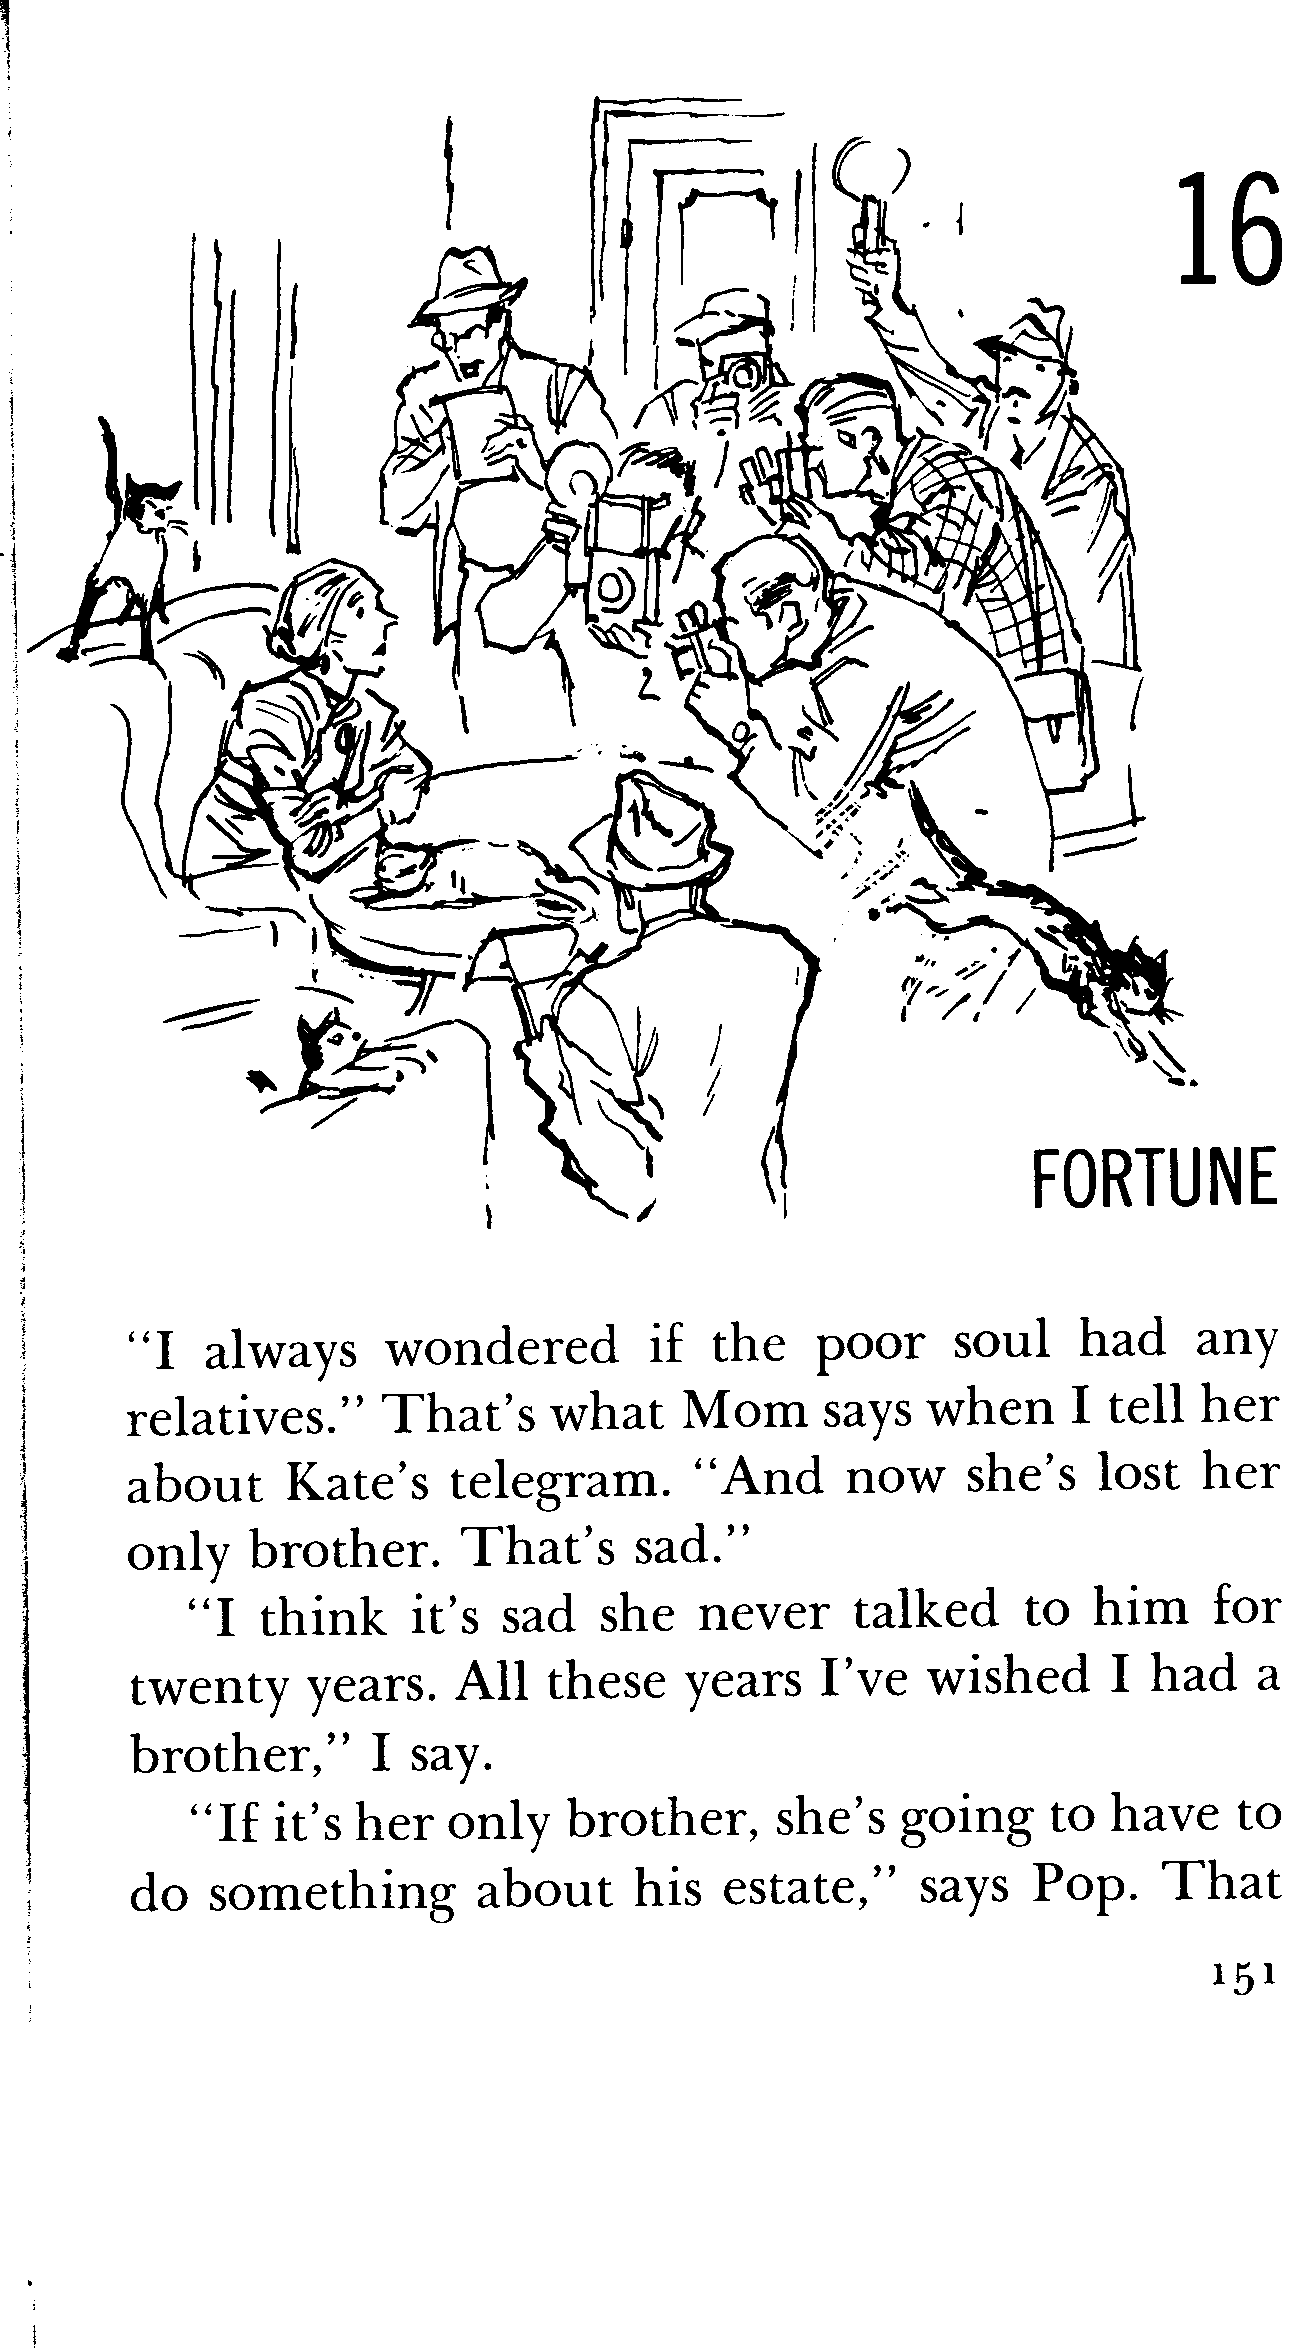 16
FORTUNE
“I always wondered if the poor soul had any
relatives.” That’s what Mom says when I tell her
about Kate’s telegram. “And now she’s lost her
only brother. That’s sad.”
“I think it’s sad she never talked to him for
twenty years. All these years I’ve wished I had a
brother,” I say.
“If it’s her only brother, she’s going to have to
do something about his estate,” says Pop. That
151